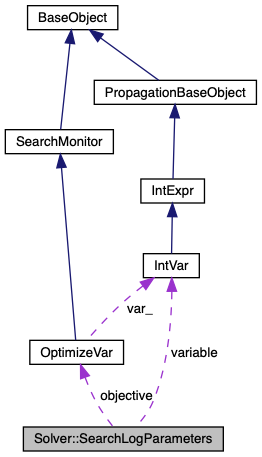 BaseObject
PropagationBaseObject
SearchMonitor
IntExpr
IntVar
var_
OptimizeVar
variable
objective
Solver::SearchLogParameters